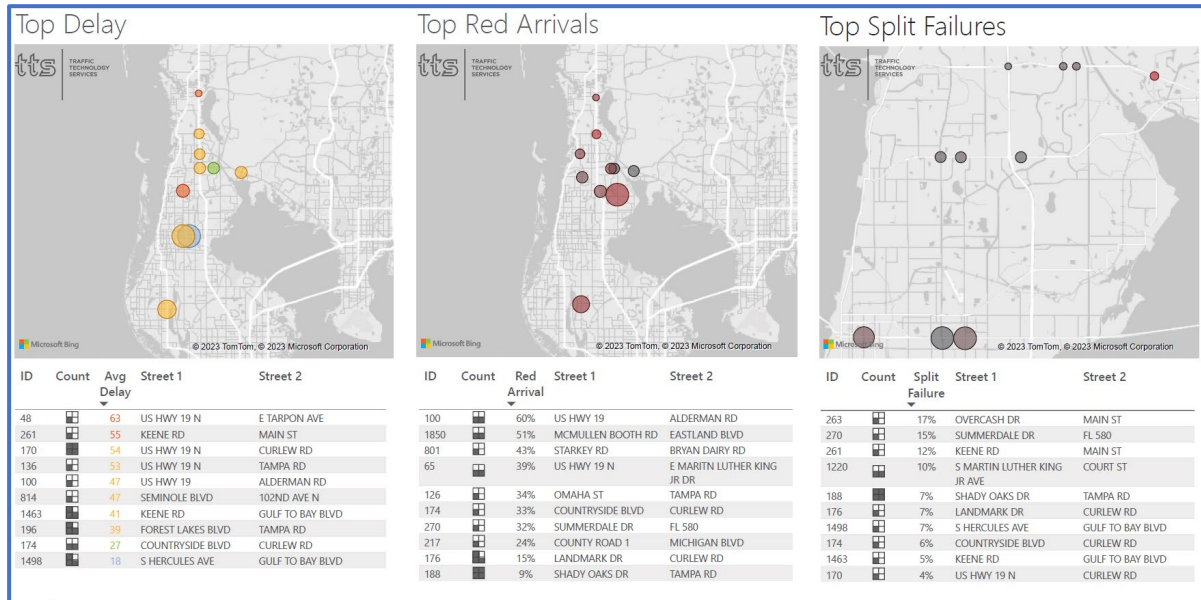 Top Delay
tts TRAFFIC
TECHNOLOGY
SERVICES
Microsoft Bing © 2023 TomTom, © 2023 Microsoft Corporation
ID Count Avg Delay Street 1 Street 2
48 63 US HWY 19 N E TARPON AVE
261 55 KEENE RD MAIN ST
170 54 US HWY 19 N CURLEW RD
136 53 US HWY 19 N TAMPA RD
100 47 US HWY 19 ALDERMAN RD
814 47 SEMINOLE BLVD 102ND AVE N
1463 41 KEENE RD GULF TO BAY BLVD
196 39 FOREST LAKES BLVD TAMPA RD
174 27 COUNTRYSIDE BLVD CURLEW RD
1498 18 S HERCULES AVE GULF TO BAY BLVD
Top Red Arrivals
tts TRAFFIC
TECHNOLOGY
SERVICES
Microsoft Bing © 2023 TomTom, © 2023 Microsoft Corporation
ID Count Red Arrival Street 1 Street 2
100 60% US HWY 19 ALDERMAN RD
1850 51% MCMULLEN BOOTH RD EASTLAND BLVD
801 43% STARKEY RD BRYAN DAIRY RD
65 39% US HWY 19 N E MARITN LUTHER KING
JR DR
126 34% OMAHA ST TAMPA RD
174 33% COUNTRYSIDE BLVD CURLEW RD
270 32% SUMMERDALE DR FL 580
217 24% COUNTY ROAD 1 MICHIGAN BLVD
176 15% LANDMARK DR CURLEW RD
188 9% SHADY OAKS DR TAMPA RD
Top Split Failures
tts TRAFFIC
TECHNOLOGY
SERVICES
Microsoft Bing © 2023 TomTom, © 2023 Microsoft Corporation
ID Count Split Failure Street 1 Street 2
263 17% OVERCASH DR MAIN ST
270 15% SUMMERDALE DR FL 580
261 12% KEENE RD MAIN ST
1220 10% S MARTIN LUTHER KING COURT ST
JR AVE
188 7% SHADY OAKS DR TAMPA RD
176 7% LANDMARK DR CURLEW RD
1498 7% S HERCULES AVE GULF TO BAY BLVD
174 6% COUNTRYSIDE BLVD CURLEW RD
1463 5% KEENE RD GULF TO BAY BLVD
170 4% US HWY 19 N CURLEW RD